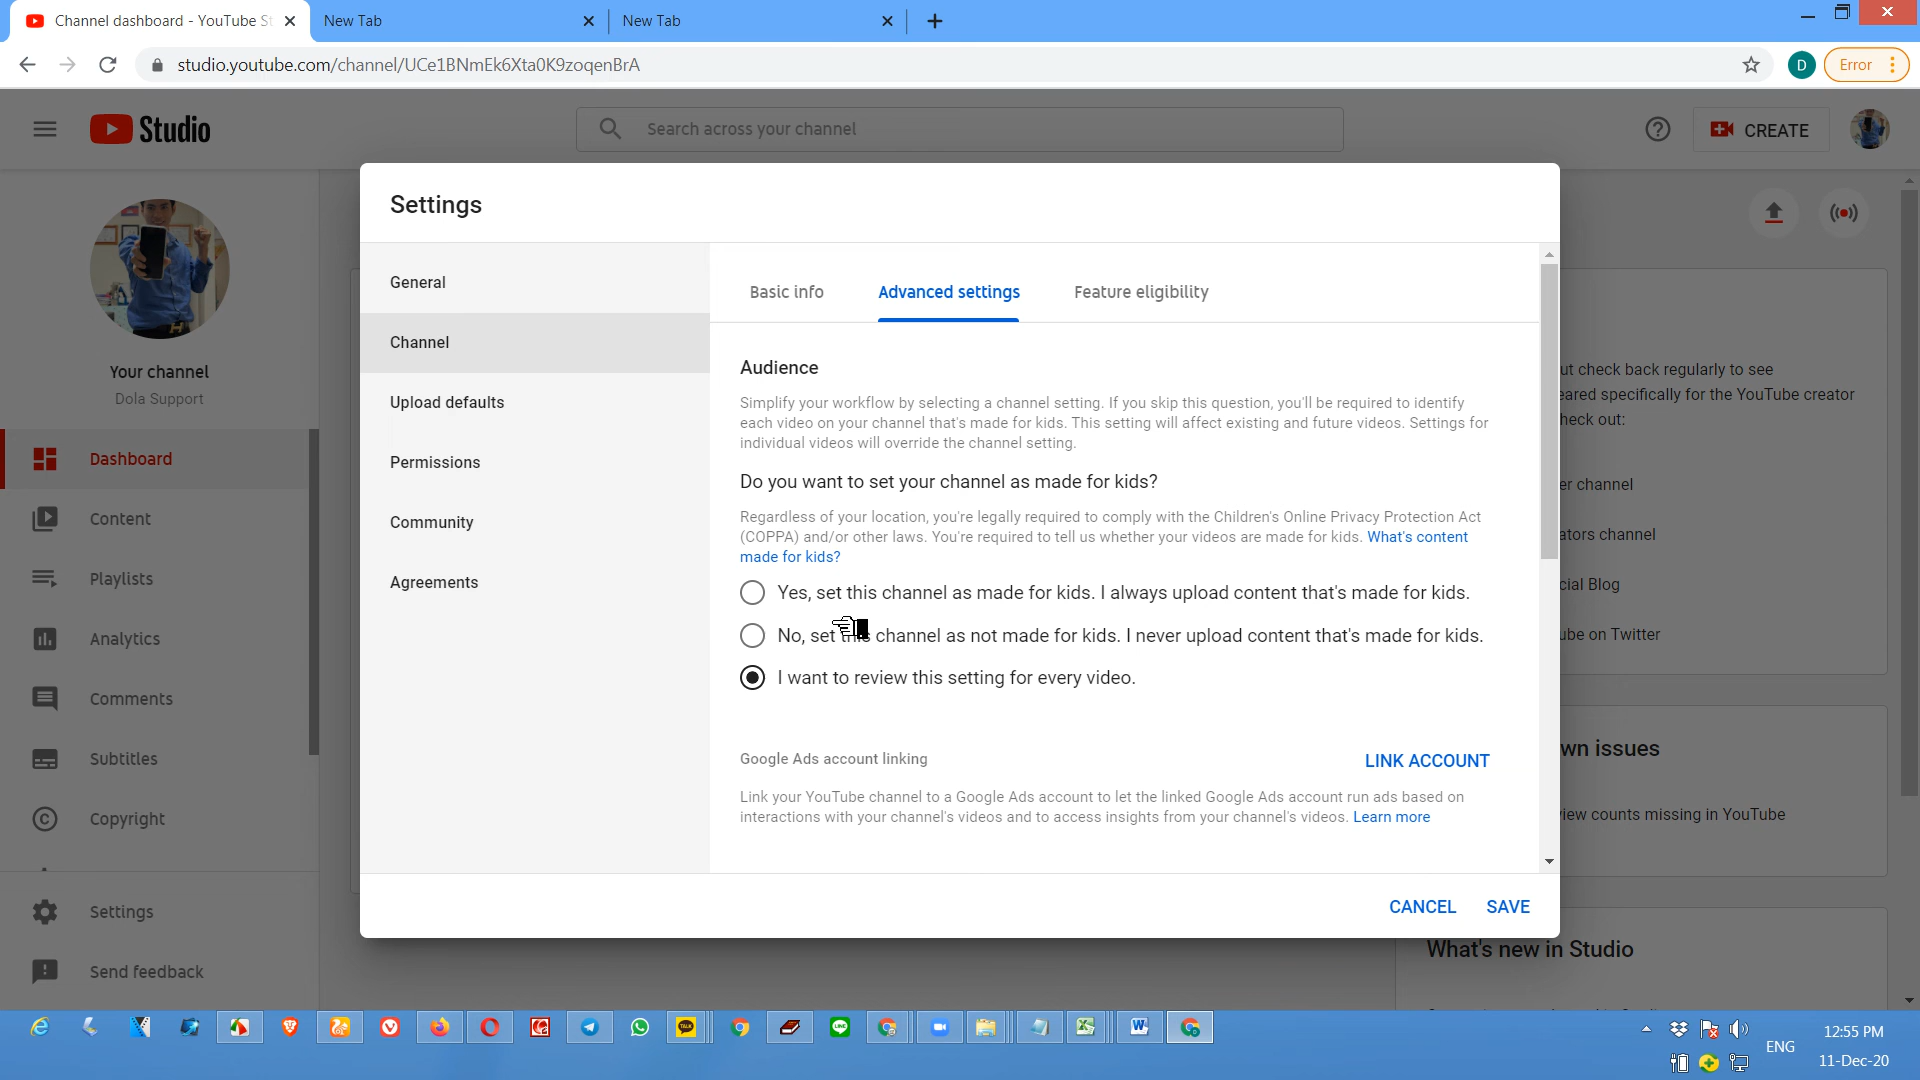 Channel dashboard - YouTube St
New Tab
New Tab
studio.youtube.com/channel/UCe1BNmEk6Xta0K9zoqenBrA
D
Error
Studio
Search across your channel
CREATE
Your channel
Dola Support
Dashboard
Content
Playlists
Analytics
Comments
Subtitles
Copyright
Settings
Send feedback
Settings
General
Channel
Upload defaults
Permissions
Community
Agreements
Basic info
Advanced settings
Feature eligibility
Audience
Simplify your workflow by selecting a channel setting. If you skip this question, you'll be required to identify
each video on your channel that's made for kids. This setting will affect existing and future videos. Settings for
individual videos will override the channel setting.
Do you want to set your channel as made for kids?
Regardless of your location, you're legally required to comply with the Children's Online Privacy Protection Act
(COPPA) and/or other laws. You're required to tell us whether your videos are made for kids. What's content
made for kids?
Yes, set this channel as made for kids. I always upload content that's made for kids.
No, set this channel as not made for kids. I never upload content that's made for kids.
I want to review this setting for every video.
Google Ads account linking
LINK ACCOUNT
Link your YouTube channel to a Google Ads account to let the linked Google Ads account run ads based on
interactions with your channel's videos and to access insights from your channel's videos. Learn more
CANCEL
SAVE
ut check back regularly to see
eared specifically for the YouTube creator
heck out:
er channel
ators channel
cial Blog
ube on Twitter
wn issues
iew counts missing in YouTube
What's new in Studio
TALK
LINE
ENG
12:55 PM
11-Dec-20